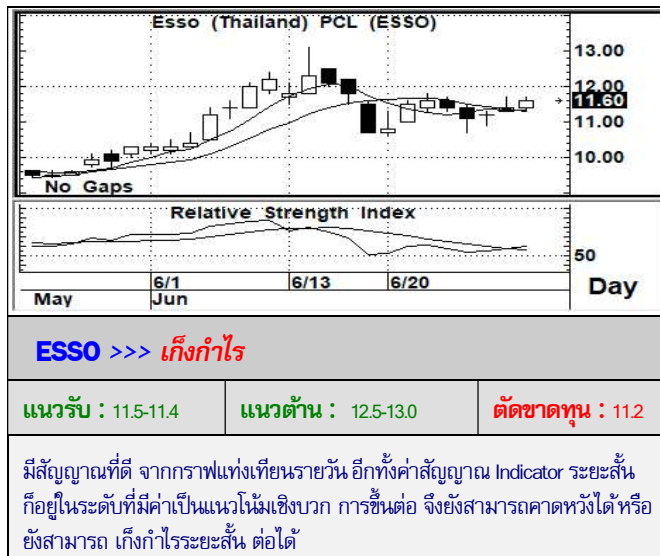 Esso (Thailand) PCL (ESSO)
13.00
12.00
11.60
11.00
10.00
No Gaps
Relative Strength Index
50
6/1 6/13 6/20
May Jun
Day
ESSO >>> เก็งกำไร
แนวรับ : 11.5-11.4 แนวต้าน : 12.5-13.0 ตัดขาดทุน : 11.2
มีสัญญาณที่ดี จากกราฟแท่งเทียนรายวัน อีกทั้งค่าสัญญาณ Indicator ระยะสั้น
ก็อยู่ในระดับที่มีค่าเป็นแนวโน้มเชิงบวก การขึ้นต่อ จึงยังสามารถคาดหวังได้หรือ
ยังสามารถ เก็งกำไรระยะสั้น ต่อได้